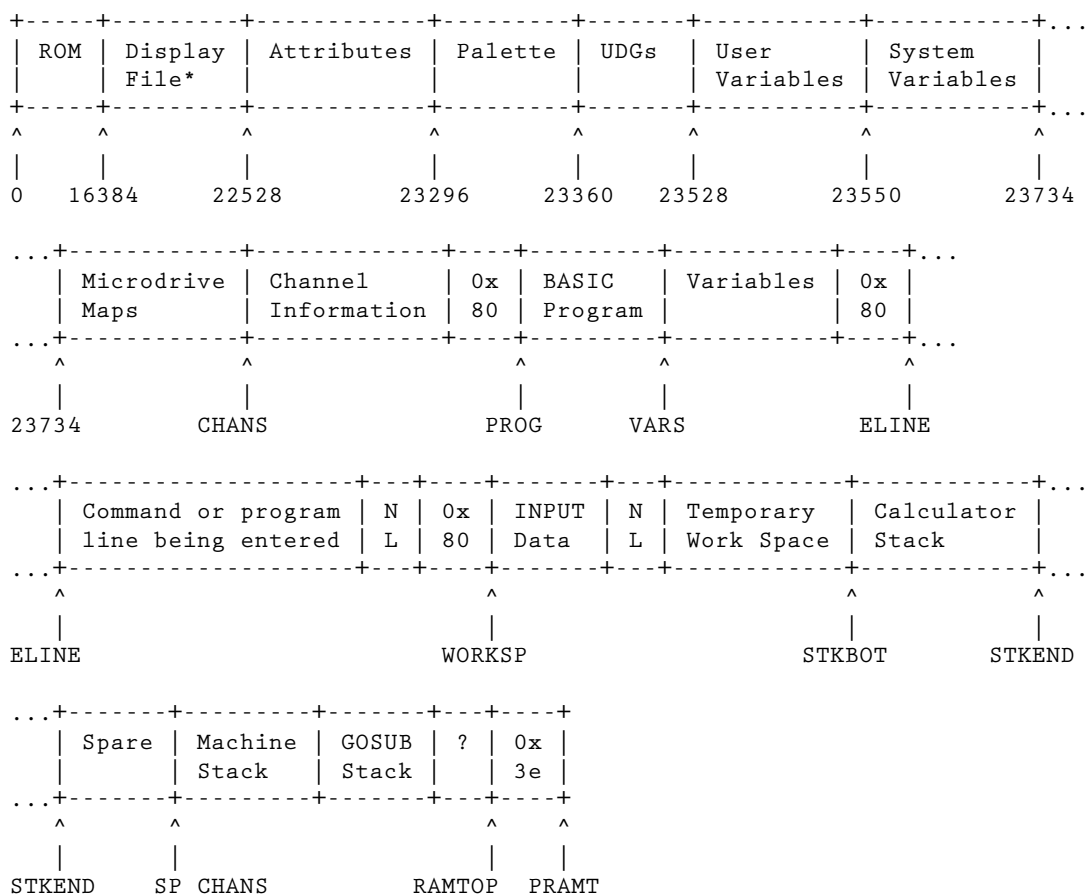 +-----+---------+------------+---------+-------+-----------+-----------+...
| ROM | Display | Attributes | Palette | UDGs | User | System |
| | File* | | | | Variables | Variables |
+-----+---------+------------+---------+-------+-----------+-----------+...
^ ^ ^ ^ ^ ^ ^ ^
| | | | | | | |
0 16384 22528 23296 23360 23528 23550 23734
...+------------+-------------+----+----------+-----------+----+...
| Microdrive | Channel | 0x | BASIC | Variables | 0x |
| Maps | Information | 80 | Program | | 80 |
...+------------+-------------+----+----------+-----------+----+...
^ ^ ^ ^ ^
| | | | |
23734 CHANS PROG VARS ELINE
...+--------------------+---+----+-------+---+------------+------------+...
| Command or program | N | 0x | INPUT | N | Temporary | Calculator |
| line being entered | L | 80 | Data | L | Work Space | Stack |
...+--------------------+---+----+-------+---+------------+------------+...
^ ^ ^ ^
| | | |
ELINE WORKSP STKBOT STKEND
...+-------+---------+-------+---+----+
| Spare | Machine | GOSUB | ? | 0x |
| | Stack | Stack | | 3e |
...+-------+---------+-------+---+----+
^ ^ ^ ^
| | | |
STKEND SP CHANS RAMTOP PRAMT